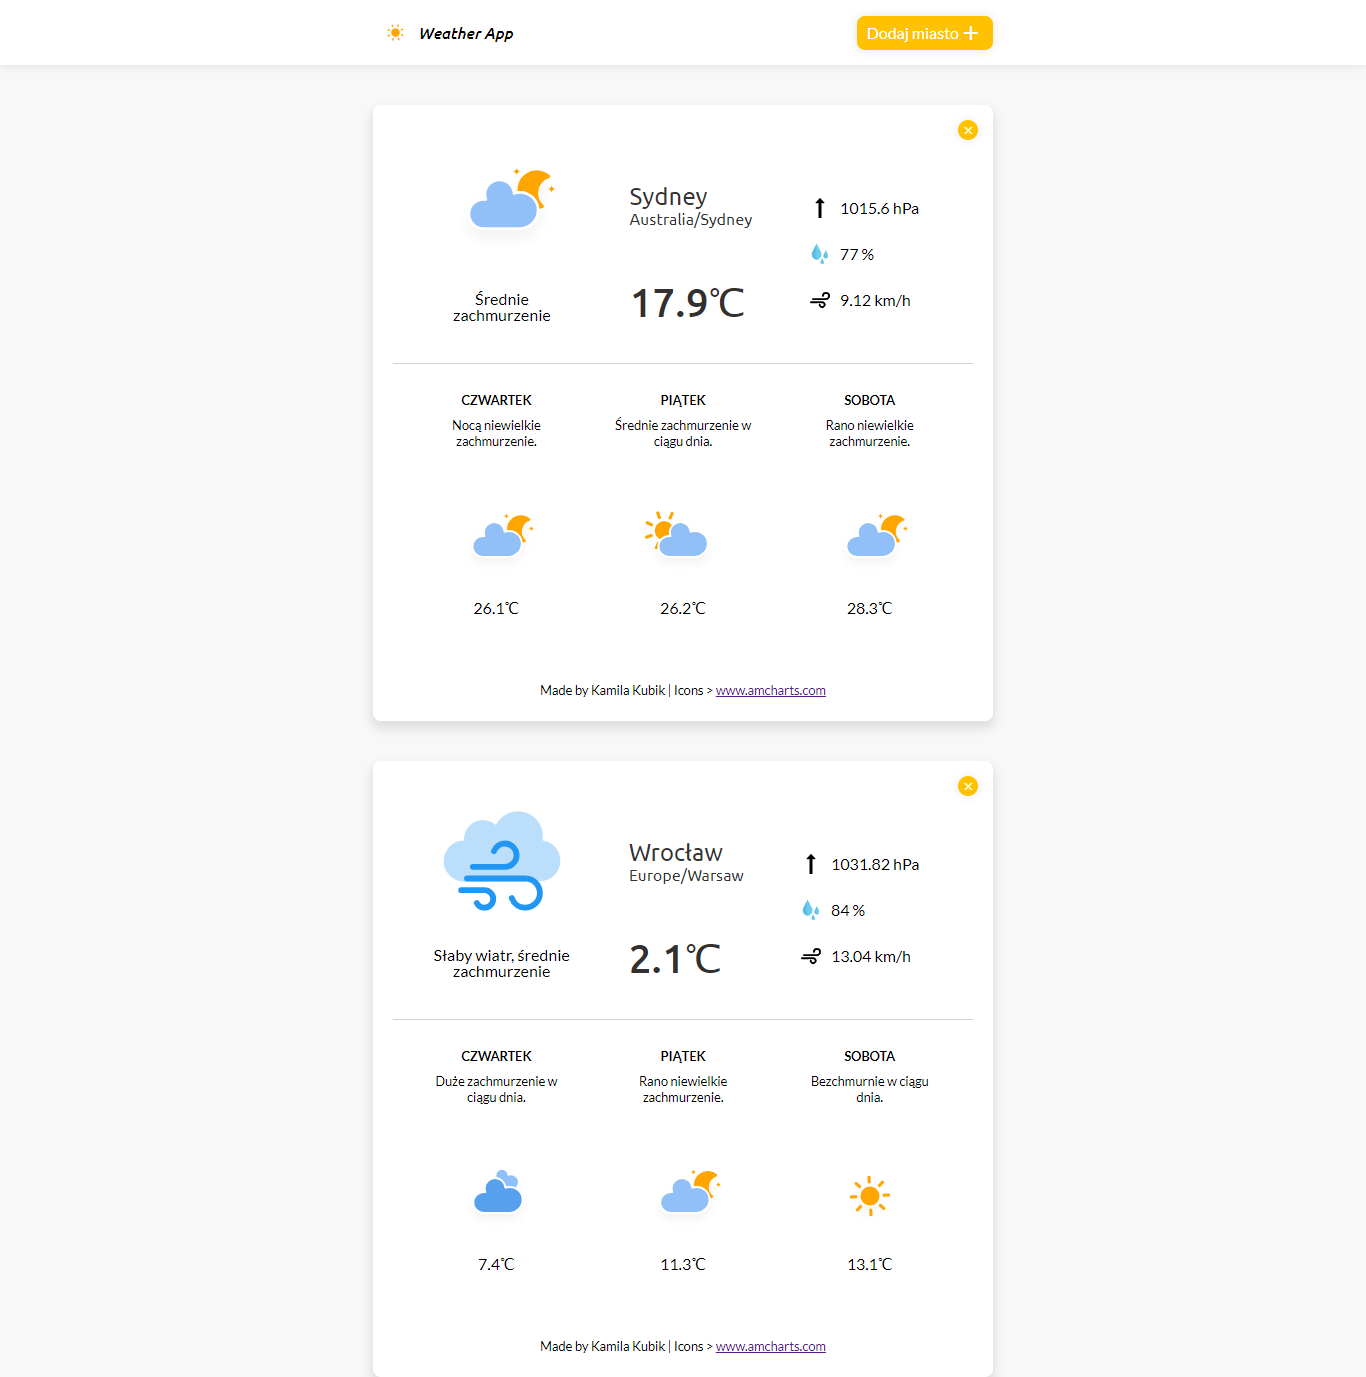 Weather App
Dodaj miasto
Sydney
Australia/Sydney
1015.6 hPa
77 %
9.12 km/h
Średnie
zachmurzenie
17.9℃
CZWARTEK
Nocą niewielkie
zachmurzenie.
26.1℃
PIĄTEK
Średnie zachmurzenie w
ciągu dnia.
26.2℃
SOBOTA
Rano niewielkie
zachmurzenie.
28.3℃
Made by Kamila Kubik | Icons > www.amcharts.com
Wrocław
Europe/Warsaw
1031.82 hPa
84 %
13.04 km/h
Słaby wiatr, średnie
zachmurzenie
2.1℃
CZWARTEK
Duże zachmurzenie w
ciągu dnia.
7.4℃
PIĄTEK
Rano niewielkie
zachmurzenie.
11.3℃
SOBOTA
Bezchmurnie w ciągu
dnia.
13.1℃
Made by Kamila Kubik | Icons > www.amcharts.com